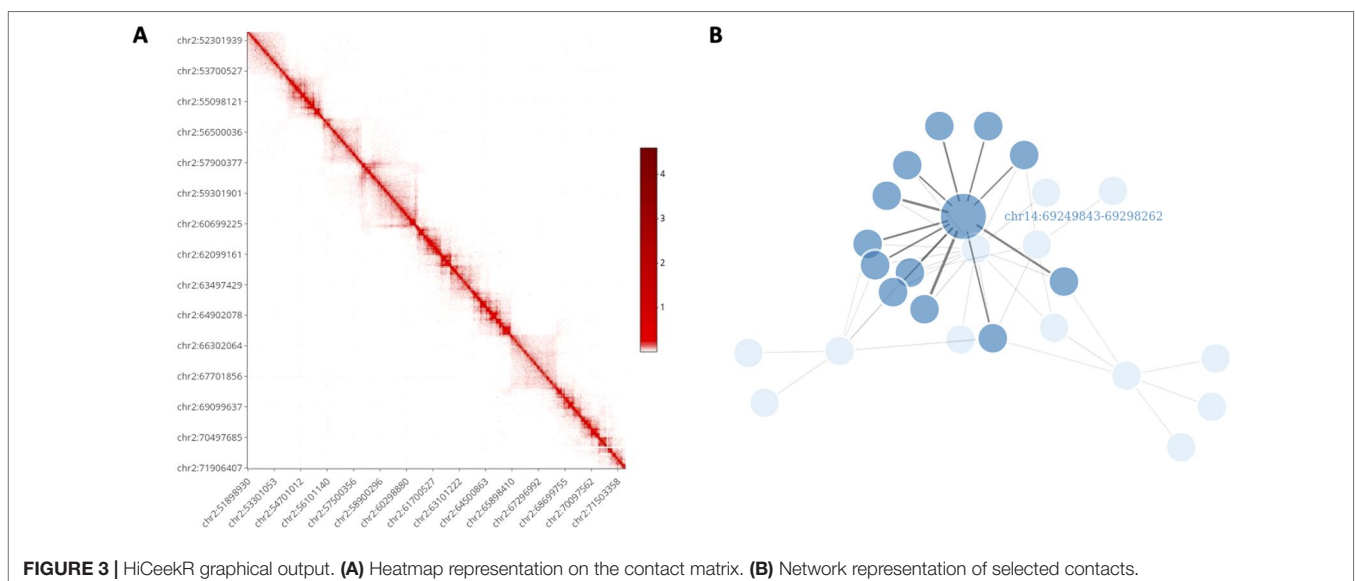 A
chr2:52301939
chr2:53700527
chr2:55098121
chr2:56500036
chr2:57900377
chr2:59301901
chr2:60699225
chr2:62099161
chr2:63497429
chr2:64902078
chr2:66302064
chr2:67701856
chr2:69099637
chr2:70497685
chr2:71906407
chr2:51898930
chr2:53301053
chr2:54701012
chr2:56101140
chr2:57500356
chr2:58900296
chr2:60298880
chr2:61700527
chr2:63101222
chr2:64500863
chr2:65898410
chr2:67296992
chr2:68699755
chr2:70097562
chr2:71503358
4
3
2
1
B
chr14:69249843-69298262
FIGURE 3 | HiCeekR graphical output. (A) Heatmap representation on the contact matrix. (B) Network representation of selected contacts.